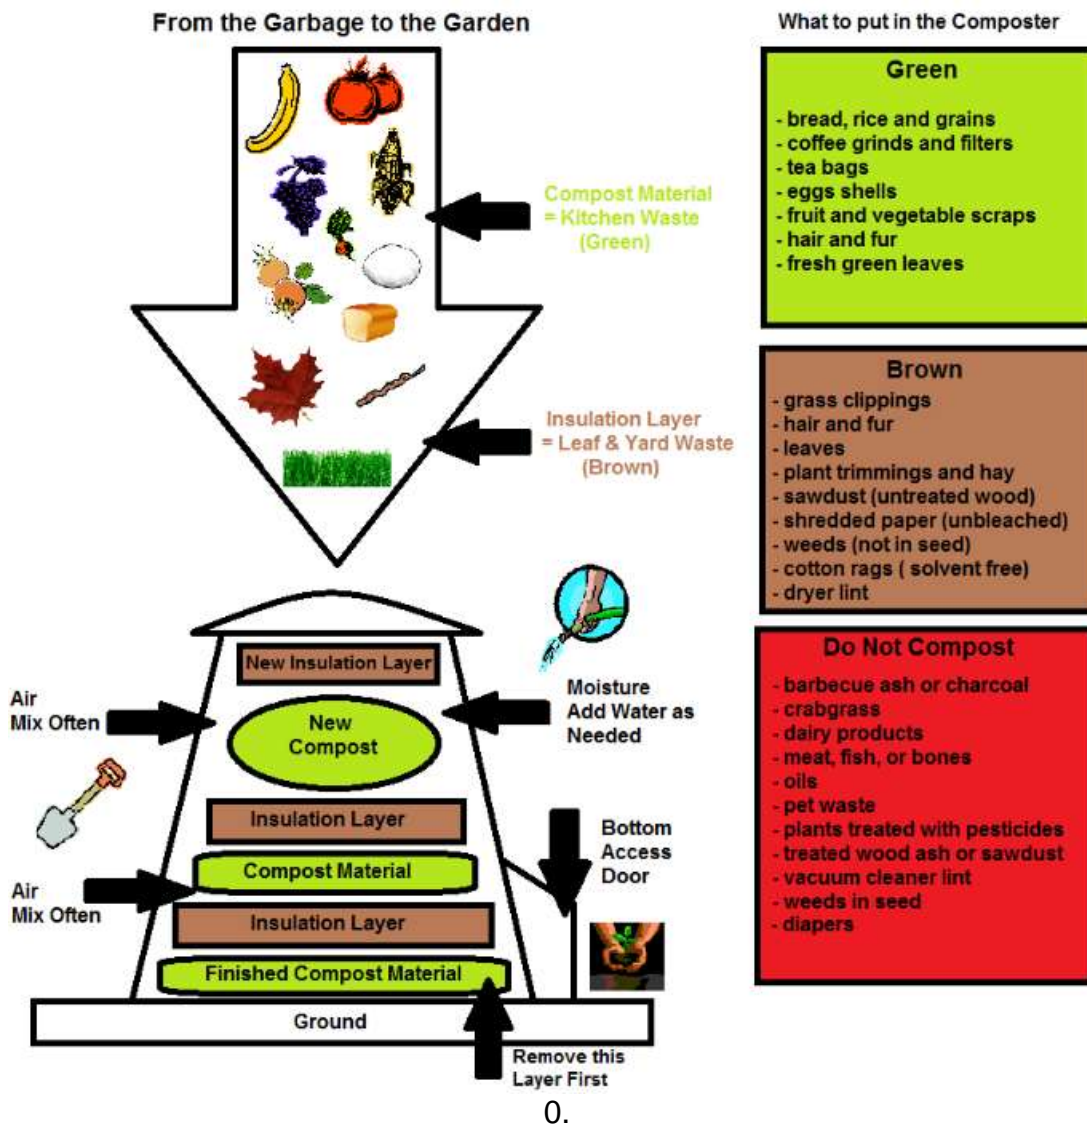 From the Garbage to the Garden
Compost Material
= Kitchen Waste
(Green)
Insulation Layer
= Leaf & Yard Waste
(Brown)
New Insulation Layer
Air
Mix Often
New
Compost
Moisture
Add Water as
Needed
Insulation Layer
Bottom
Access
Door
Compost Material
Air
Mix Often
Insulation Layer
Finished Compost Material
Ground
Remove this
Layer First
What to put in the Composter
Green
- bread, rice and grains
- coffee grinds and filters
- tea bags
- eggs shells
- fruit and vegetable scraps
- hair and fur
- fresh green leaves
Brown
- grass clippings
- hair and fur
- leaves
- plant trimmings and hay
- sawdust (untreated wood)
- shredded paper (unbleached)
- weeds (not in seed)
- cotton rags ( solvent free)
- dryer lint
Do Not Compost
- barbecue ash or charcoal
- crabgrass
- dairy products
- meat, fish, or bones
- oils
- pet waste
- plants treated with pesticides
- treated wood ash or sawdust
- vacuum cleaner lint
- weeds in seed
- diapers
0.